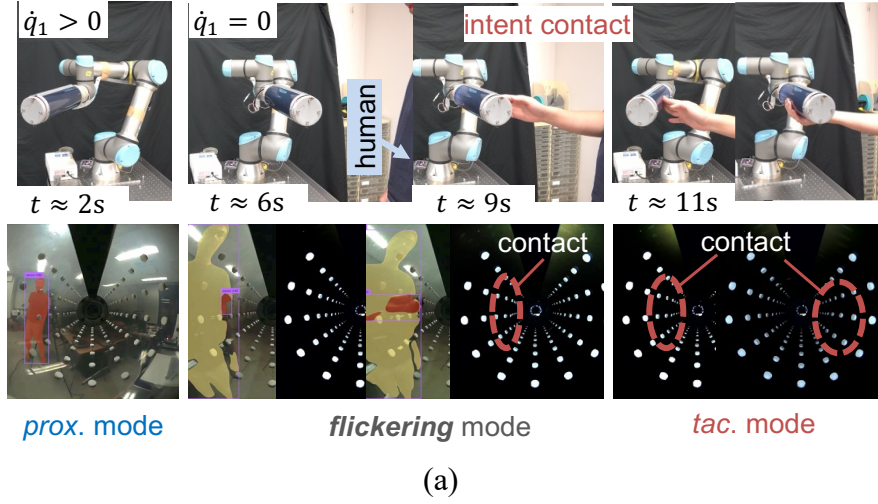 q̇₁ > 0
q̇₁ = 0
intent contact
human
t ≈ 2s
t ≈ 6s
t ≈ 9s
t ≈ 11s
contact
contact
prox. mode
flickering mode
tac. mode
(a)